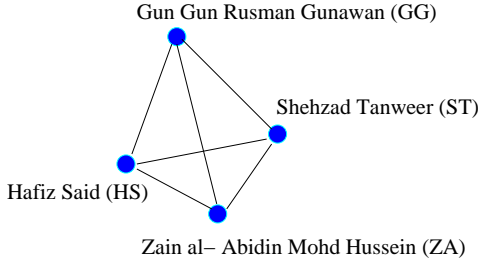 Gun Gun Rusman Gunawan (GG)
Shehzad Tanweer (ST)
Hafiz Said (HS)
Zain al− Abidin Mohd Hussein (ZA)